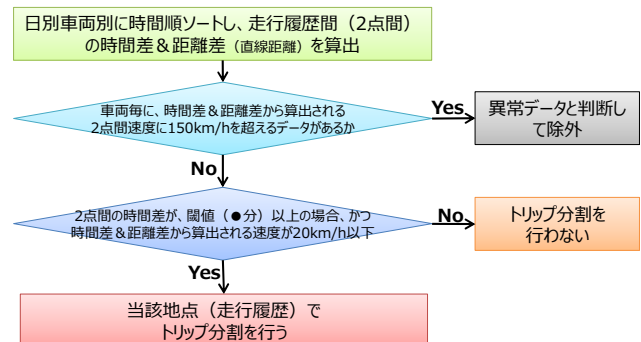 日別車両別に時間順ソートし、走行履歴間（2点間）
の時間差＆距離差（直線距離）を算出
車両毎に、時間差＆距離差から算出される
2点間速度に150km/hを超えるデータがあるか
Yes
異常データと判断し
て除外
No
2点間の時間差が、閾値（●分）以上の場合、かつ
時間差＆距離差から算出される速度が20km/h以下
No
トリップ分割を
行わない
Yes
当該地点（走行履歴）で
トリップ分割を行う